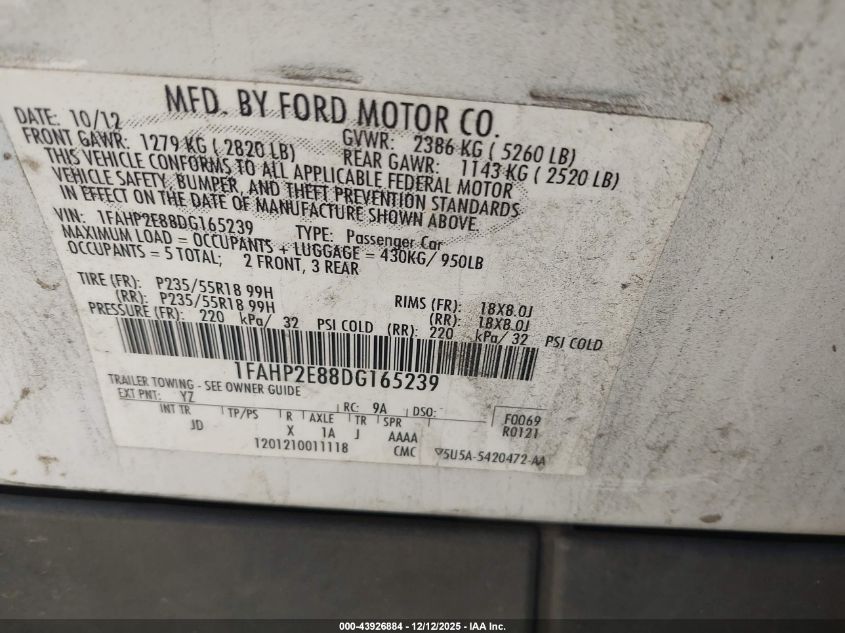 MFD. BY FORD MOTOR CO.
DATE: 10/12 GVWR: 2386 KG ( 5260 LB)
FRONT GAWR: 1279 KG ( 2820 LB) REAR GAWR: 1143 KG ( 2520 LB)
THIS VEHICLE CONFORMS TO ALL APPLICABLE FEDERAL MOTOR
VEHICLE SAFETY, BUMPER, AND THEFT PREVENTION STANDARDS
IN EFFECT ON THE DATE OF MANUFACTURE SHOWN ABOVE.
VIN: 1FAHP2E88DG165239 TYPE: Passenger Car
MAXIMUM LOAD = OCCUPANTS + LUGGAGE = 430KG/ 950LB
OCCUPANTS = 5 TOTAL; 2 FRONT, 3 REAR
TIRE (FR): P235/55R18 99H RIMS (FR): 18X8.0J
(RR): P235/55R18 99H (RR): 18X8.0J
PRESSURE (FR): 220 kPa/ 32 PSI COLD (RR): 220 kPa/ 32 PSI COLD
1FAHP2E88DG165239
TRAILER TOWING - SEE OWNER GUIDE
EXT PNT: YZ RC: 9A DSO: F0069
INT TR TP/PS R AXLE TR SPR R0121
JD X 1A J AAAA
1201210011118 CMC 5U5A-5420472-AA
000-43926884 / 12/12/2025 - IAA Inc.